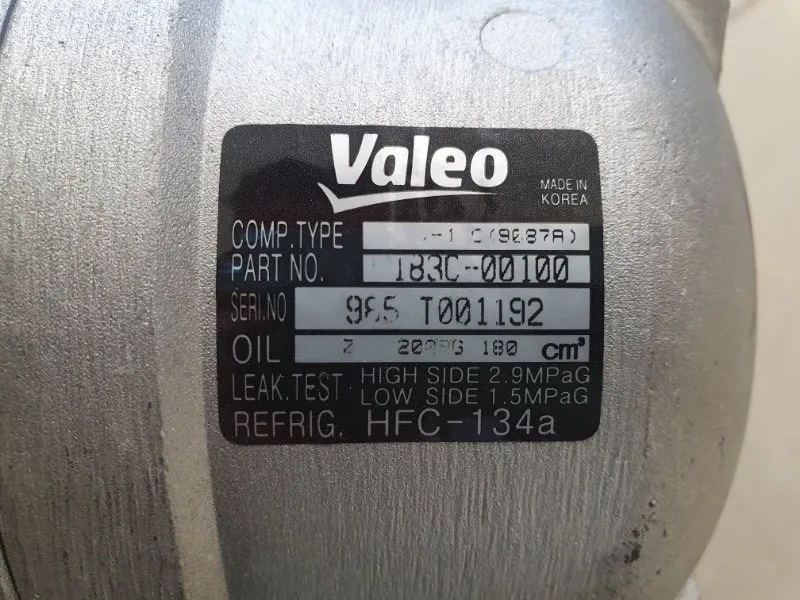 Valeo
MADE IN
KOREA
COMP.TYPE (9087A)
PART NO. 183C-00100
SERI.NO T001192
OIL 180 cm³
LEAK.TEST HIGH SIDE 2.9MPaG
LOW SIDE 1.5MPaG
REFRIG. HFC-134a